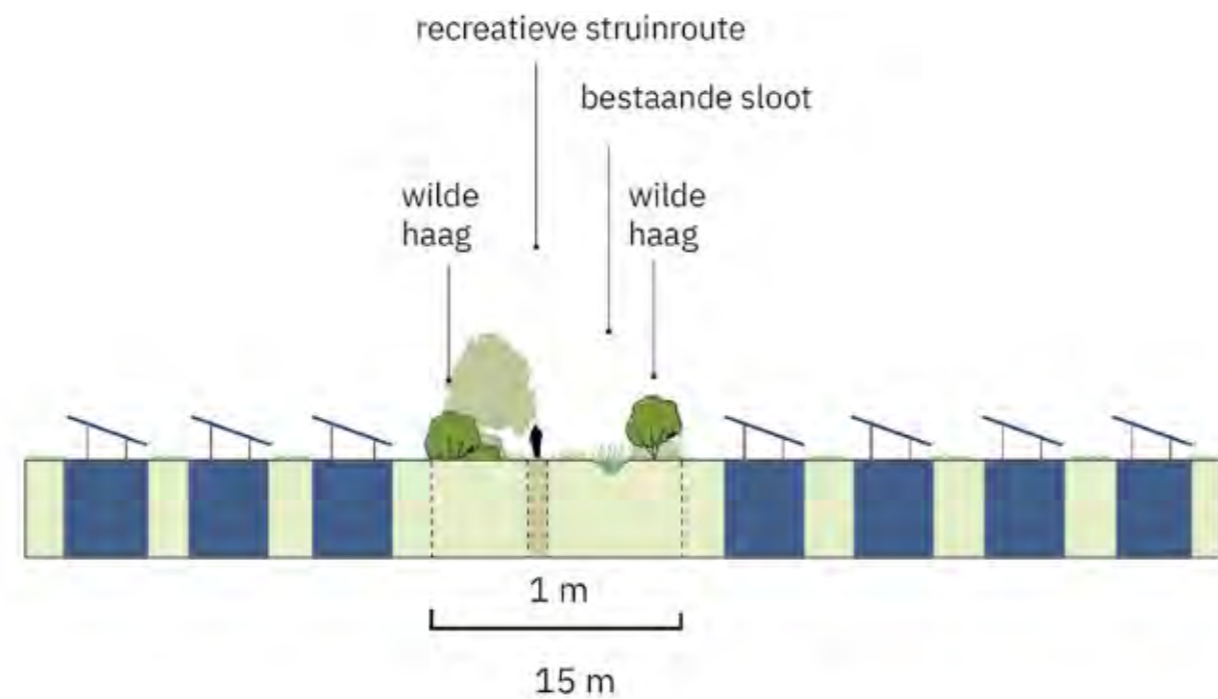 recreatieve struinroute
bestaande sloot
wilde
haag
wilde
haag
1 m
15 m